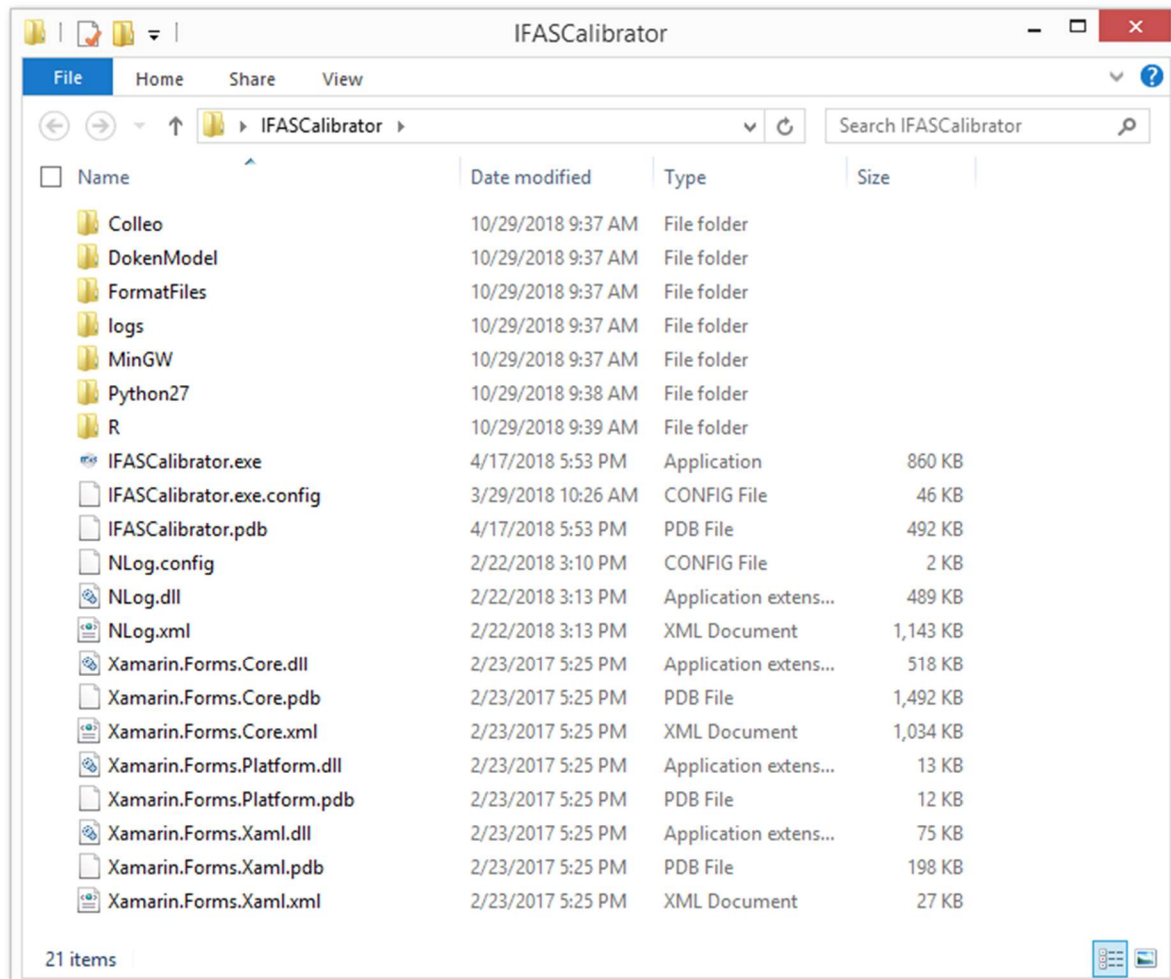 IFASCalibrator
File Home Share View
IFASCalibrator Search IFASCalibrator
Name Date modified Type Size
Colleo 10/29/2018 9:37 AM File folder
DokenModel 10/29/2018 9:37 AM File folder
FormatFiles 10/29/2018 9:37 AM File folder
logs 10/29/2018 9:37 AM File folder
MinGW 10/29/2018 9:37 AM File folder
Python27 10/29/2018 9:38 AM File folder
R 10/29/2018 9:39 AM File folder
IFASCalibrator.exe 4/17/2018 5:53 PM Application 860 KB
IFASCalibrator.exe.config 3/29/2018 10:26 AM CONFIG File 46 KB
IFASCalibrator.pdb 4/17/2018 5:53 PM PDB File 492 KB
NLog.config 2/22/2018 3:10 PM CONFIG File 2 KB
NLog.dll 2/22/2018 3:13 PM Application extens... 489 KB
NLog.xml 2/22/2018 3:13 PM XML Document 1,143 KB
Xamarin.Forms.Core.dll 2/23/2017 5:25 PM Application extens... 518 KB
Xamarin.Forms.Core.pdb 2/23/2017 5:25 PM PDB File 1,492 KB
Xamarin.Forms.Core.xml 2/23/2017 5:25 PM XML Document 1,034 KB
Xamarin.Forms.Platform.dll 2/23/2017 5:25 PM Application extens... 13 KB
Xamarin.Forms.Platform.pdb 2/23/2017 5:25 PM PDB File 12 KB
Xamarin.Forms.Xaml.dll 2/23/2017 5:25 PM Application extens... 75 KB
Xamarin.Forms.Xaml.pdb 2/23/2017 5:25 PM PDB File 198 KB
Xamarin.Forms.Xaml.xml 2/23/2017 5:25 PM XML Document 27 KB
21 items